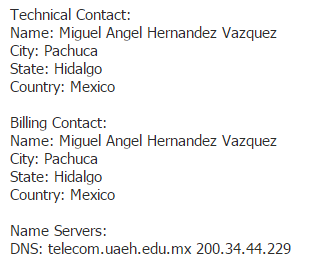 Technical Contact:
Name: Miguel Angel Hernandez Vazquez
City: Pachuca
State: Hidalgo
Country: Mexico
Billing Contact:
Name: Miguel Angel Hernandez Vazquez
City: Pachuca
State: Hidalgo
Country: Mexico
Name Servers:
DNS: telecom.uaeh.edu.mx 200.34.44.229